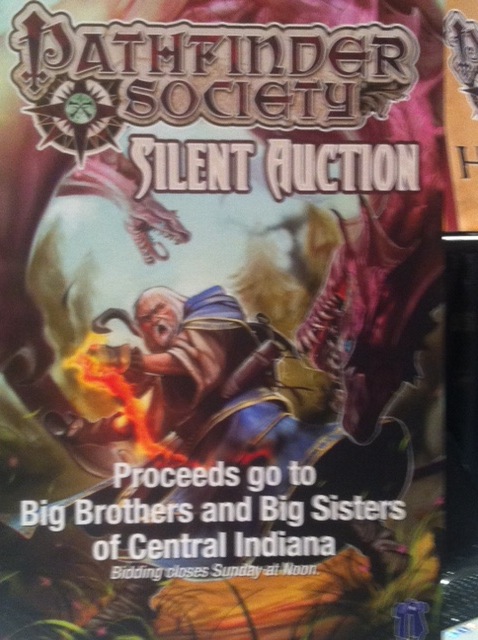 PATHFINDER
SOCIETY
SILENT AUCTION
Proceeds go to
Big Brothers and Big Sisters
of Central Indiana
Bidding closes Sunday at Noon.
H